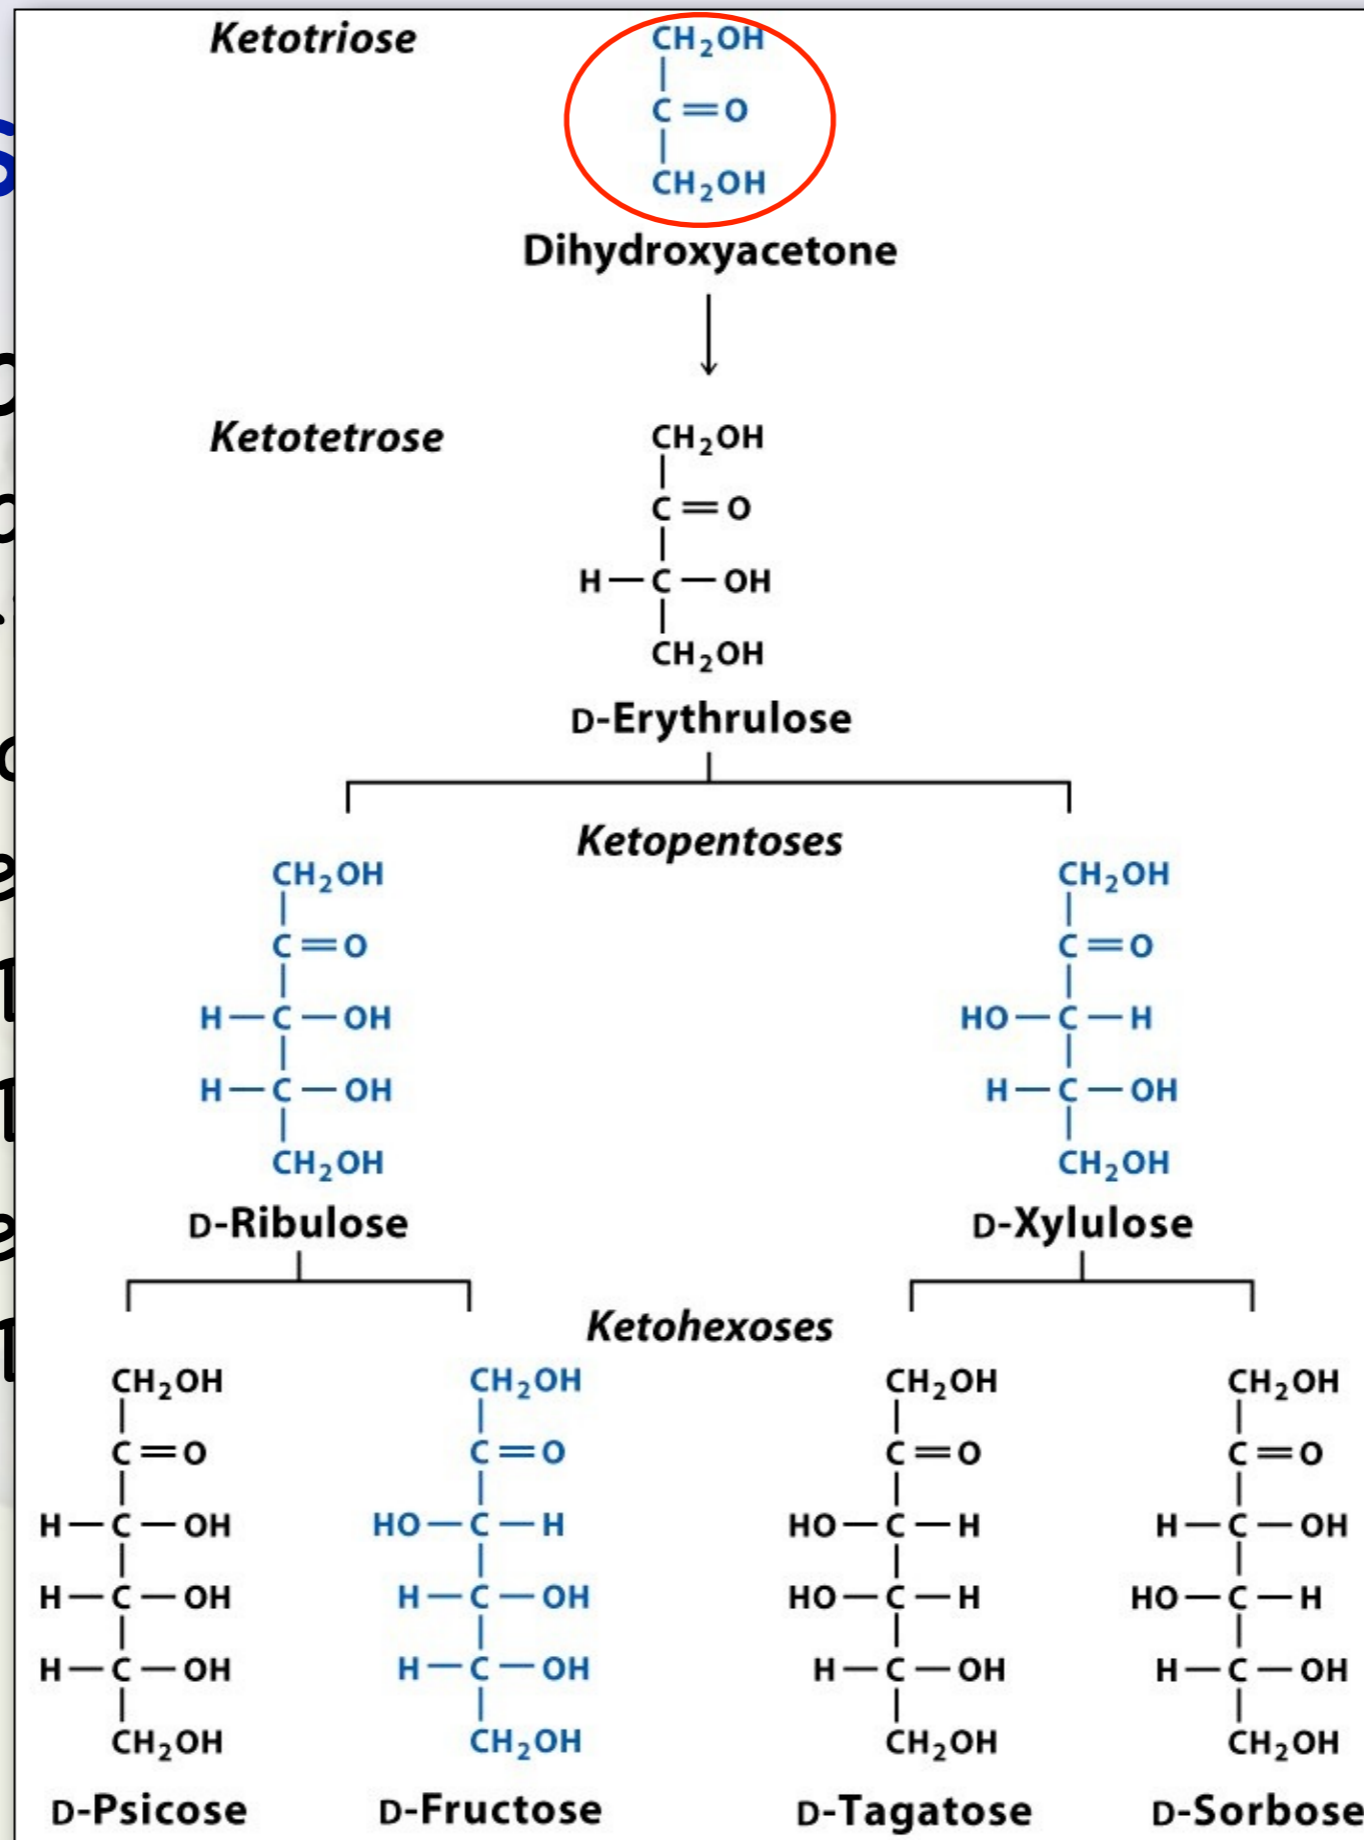 Ketotriose
CH2OH
C=O
CH2OH
Dihydroxyacetone
Ketotetrose
CH2OH
C=O
H—C—OH
CH2OH
D-Erythrulose
Ketopentoses
CH2OH CH2OH
C=O C=O
H—C—OH HO—C—H
H—C—OH H—C—OH
CH2OH CH2OH
D-Ribulose D-Xylulose
Ketohexoses
CH2OH CH2OH CH2OH CH2OH
C=O C=O C=O C=O
H—C—OH HO—C—H HO—C—H H—C—OH
H—C—OH H—C—OH HO—C—H HO—C—H
H—C—OH H—C—OH H—C—OH H—C—OH
CH2OH CH2OH CH2OH CH2OH
D-Psicose D-Fructose D-Tagatose D-Sorbose